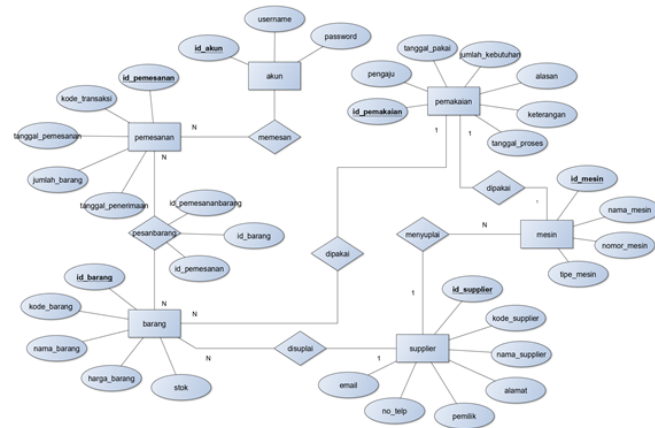 username
id_akun
password
akun
id_pemesanan
kode_transaksi
tanggal_pemesanan
pemesanan
N
memesan
jumlah_barang
tanggal_penerimaan
N
tanggal_pakai
jumlah_kebutuhan
pengaju
alasan
pemakaian
id_pemakaian
keterangan
1
1
tanggal_proses
dipakai
id_mesin
nama_mesin
mesin
nomor_mesin
tipe_mesin
id_pemesananbarang
pesanbarang
id_barang
id_pemesanan
dipakai
menyuplai
N
1
id_barang
N
kode_barang
barang
N
nama_barang
harga_barang
stok
N
disuplai
1
id_supplier
kode_supplier
supplier
nama_supplier
email
alamat
no_telp
pemilik